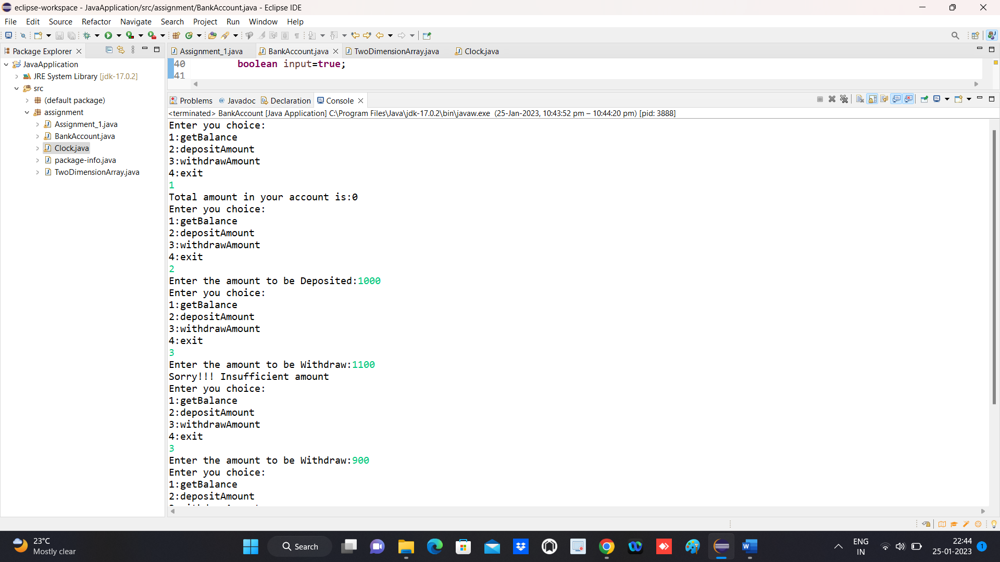 eclipse-workspace - JavaApplication/src/assignment/BankAccount.java - Eclipse IDE
File Edit Source Refactor Navigate Search Project Run Window Help
Package Explorer
JavaApplication
JRE System Library [jdk-17.0.2]
src
(default package)
assignment
Assignment_1.java
BankAccount.java
Clock.java
package-info.java
TwoDimensionArray.java
Assignment_1.java BankAccount.java TwoDimensionArray.java Clock.java
40 boolean input=true;
41
Problems Javadoc Declaration Console
<terminated> BankAccount [Java Application] C:\Program Files\Java\jdk-17.0.2\bin\javaw.exe (25-Jan-2023, 10:43:52 pm – 10:44:20 pm) [pid: 3888]
Enter you choice:
1:getBalance
2:depositAmount
3:withdrawAmount
4:exit
1
Total amount in your account is:0
Enter you choice:
1:getBalance
2:depositAmount
3:withdrawAmount
4:exit
2
Enter the amount to be Deposited:1000
Enter you choice:
1:getBalance
2:depositAmount
3:withdrawAmount
4:exit
3
Enter the amount to be Withdraw:1100
Sorry!!! Insufficient amount
Enter you choice:
1:getBalance
2:depositAmount
3:withdrawAmount
4:exit
3
Enter the amount to be Withdraw:900
Enter you choice:
1:getBalance
2:depositAmount
23°C
Mostly clear
Search
ENG
IN
22:44
25-01-2023
1